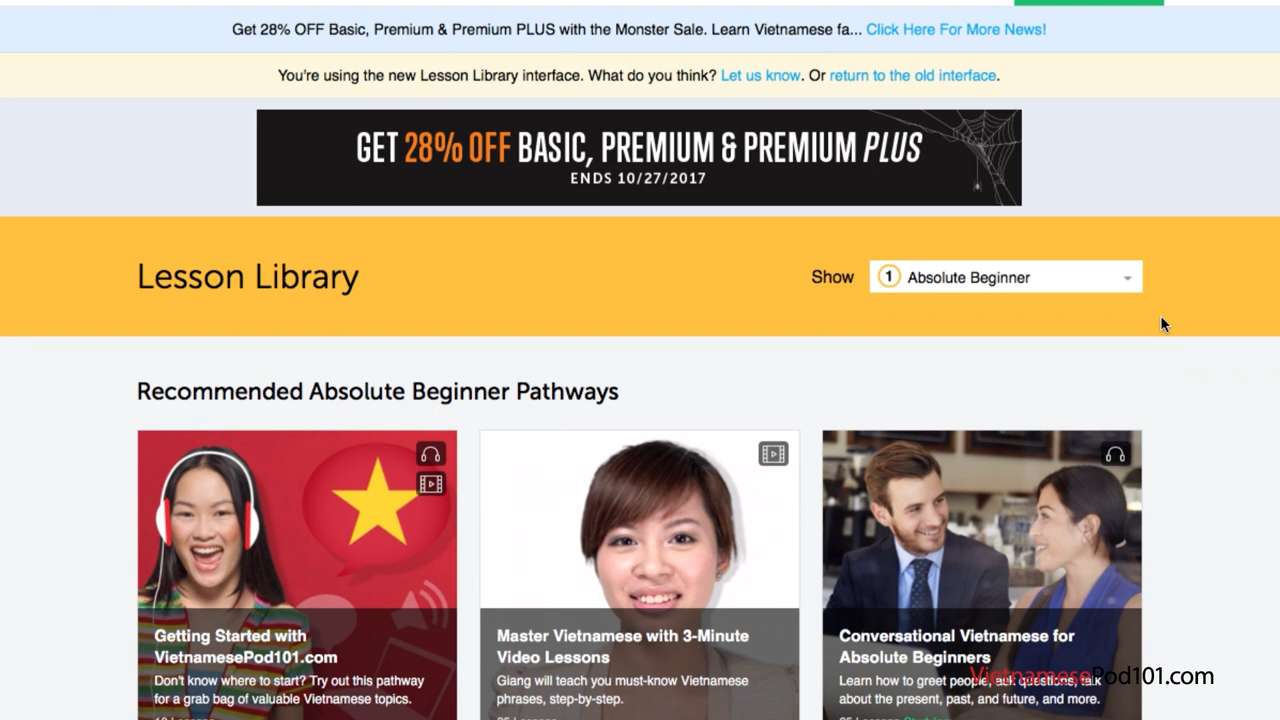 Get 28% OFF Basic, Premium & Premium PLUS with the Monster Sale. Learn Vietnamese fa... Click Here For More News!
You're using the new Lesson Library interface. What do you think? Let us know. Or return to the old interface.
GET 28% OFF BASIC, PREMIUM & PREMIUM PLUS
ENDS 10/27/2017
Lesson Library
Show
1 Absolute Beginner
Recommended Absolute Beginner Pathways
Getting Started with
VietnamesePod101.com
Don't know where to start? Try out this pathway
for a grab bag of valuable Vietnamese topics.
Master Vietnamese with 3-Minute
Video Lessons
Giang will teach you must-know Vietnamese
phrases, step-by-step.
Conversational Vietnamese for
Absolute Beginners
Learn how to greet people, ask questions, talk
about the present, past, and future, and more.
VietnamesePod101.com